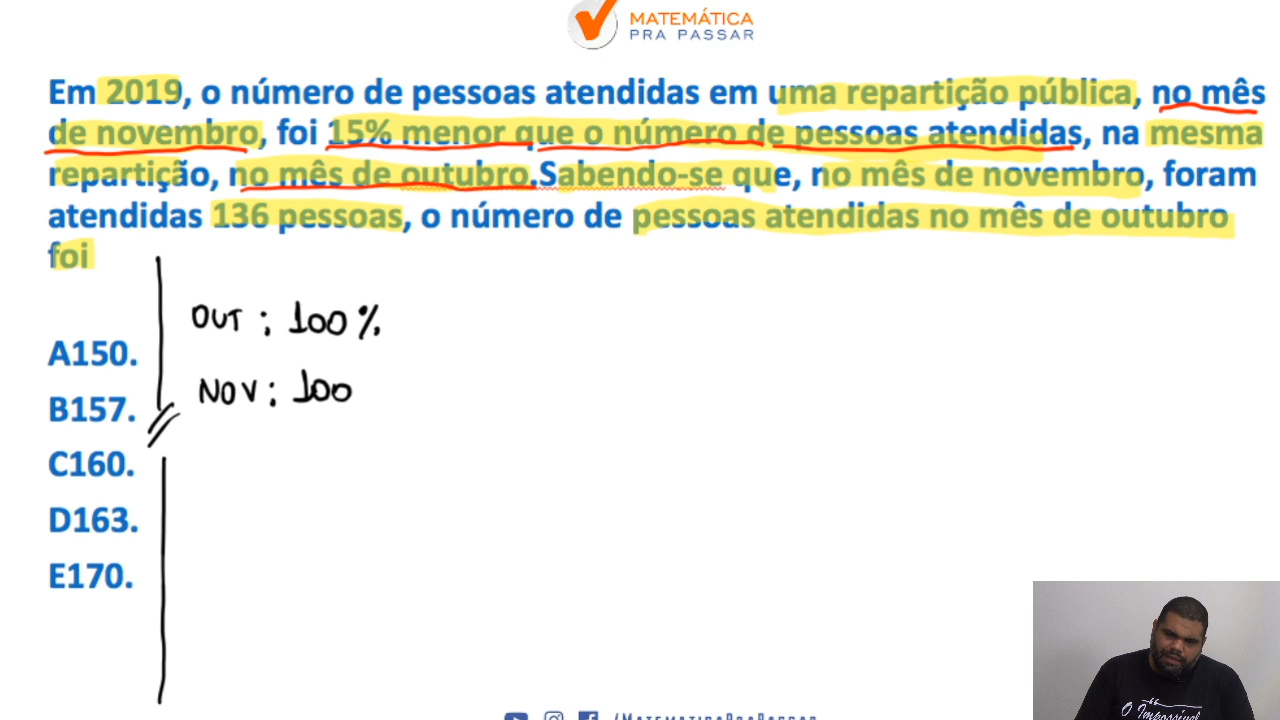 MATEMÁTICA
PRA PASSAR
Em 2019, o número de pessoas atendidas em uma repartição pública, no mês
de novembro, foi 15% menor que o número de pessoas atendidas, na mesma
repartição, no mês de outubro.Sabendo-se que, no mês de novembro, foram
atendidas 136 pessoas, o número de pessoas atendidas no mês de outubro
foi
OUT : 100%
A150.
NOV : 100
B157.
C160.
D163.
E170.
O Impossível
/MATEMATICAPRAPASSAR